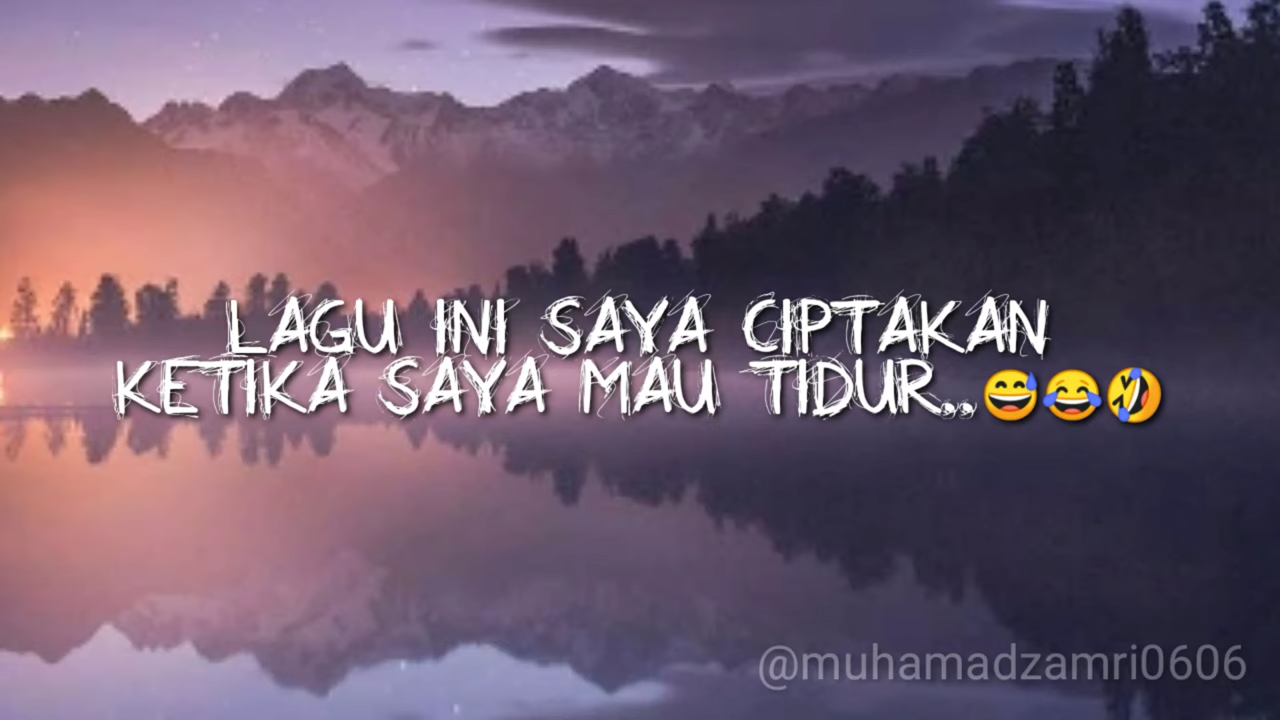 LAGU INI SAYA CIPTAKAN
KETIKA SAYA MAU TIDUR..,,😅😂🤣
@muhamadzamri0606